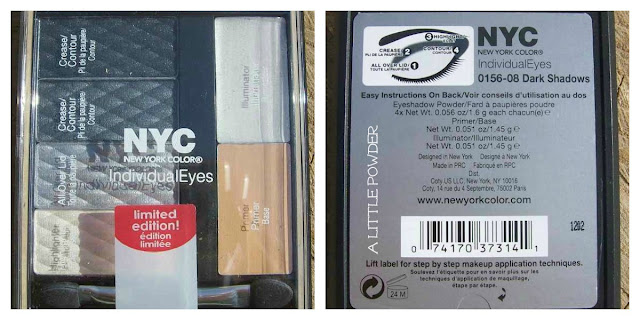 Crease/
Contour
Pli de la paupière
Contour
Crease/
Contour
Pli de la paupière
Contour
All Over Lid
Toute la paupière
Highlighter
Illuminator
Illuminateur
Primer
Primer
Base
NYC
NEW YORK COLOR®
IndividualEyes
limited
edition!
édition
limitée
3 HIGHLIGHT
CREASE/
PLI DE LA PAUPIÈRE
2
CONTOUR/
CONTOUR
4
ALL OVER LID/
TOUTE LA PAUPIÈRE
1
NYC
NEW YORK COLOR®
IndividualEyes
0156-08 Dark Shadows
Easy Instructions On Back/Voir conseils d'utilisation au dos
Eyeshadow Powder/Fard à paupières poudre
4x Net Wt. 0.056 oz/1.6 g each chacun(e)
Primer/Base
Net Wt. 0.051 oz/1.45 g
Illuminator/Illuminateur
Net Wt. 0.051 oz/1.45 g
Designed in New York Designé à New York
Made in PRC Fabriqué en RPC
Dist.
Coty US LLC, New York, NY 10016
Coty, 14 rue du 4 Septembre, 75002 Paris
www.newyorkcolor.com
A LITTLE POWDER
1202
0 74170 37314 1
Lift label for step by step makeup application techniques.
Soulevez l'étiquette pour en savoir plus sur les
techniques d'application de maquillage,
étape par étape.
24 M